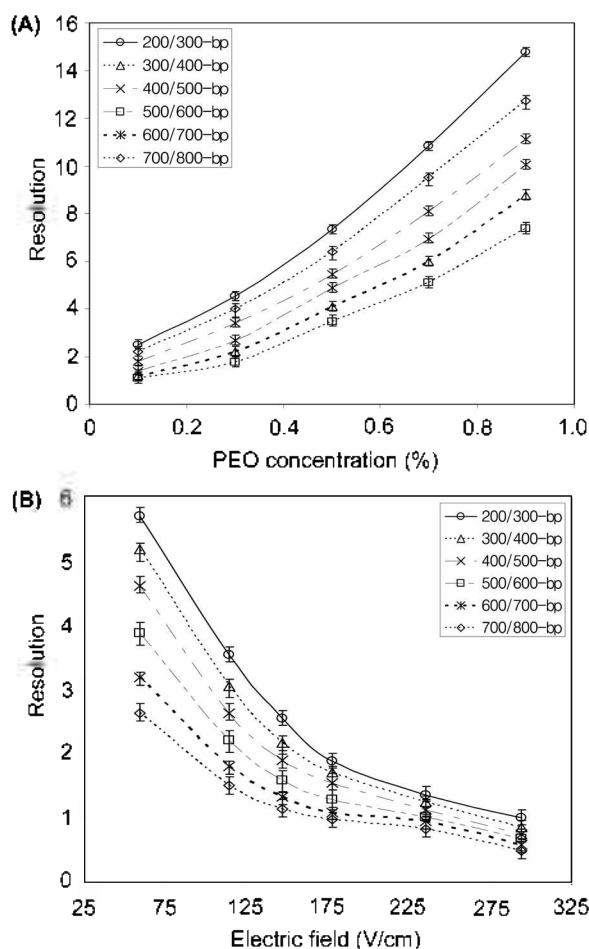 (A)
16
14
12
10
8
6
4
2
0
Resolution
200/300-bp
300/400-bp
400/500-bp
500/600-bp
600/700-bp
700/800-bp
0 0.2 0.4 0.6 0.8 1.0
PEO concentration (%)
(B)
6
5
4
3
2
1
0
Resolution
200/300-bp
300/400-bp
400/500-bp
500/600-bp
600/700-bp
700/800-bp
25 75 125 175 225 275 325
Electric field (V/cm)